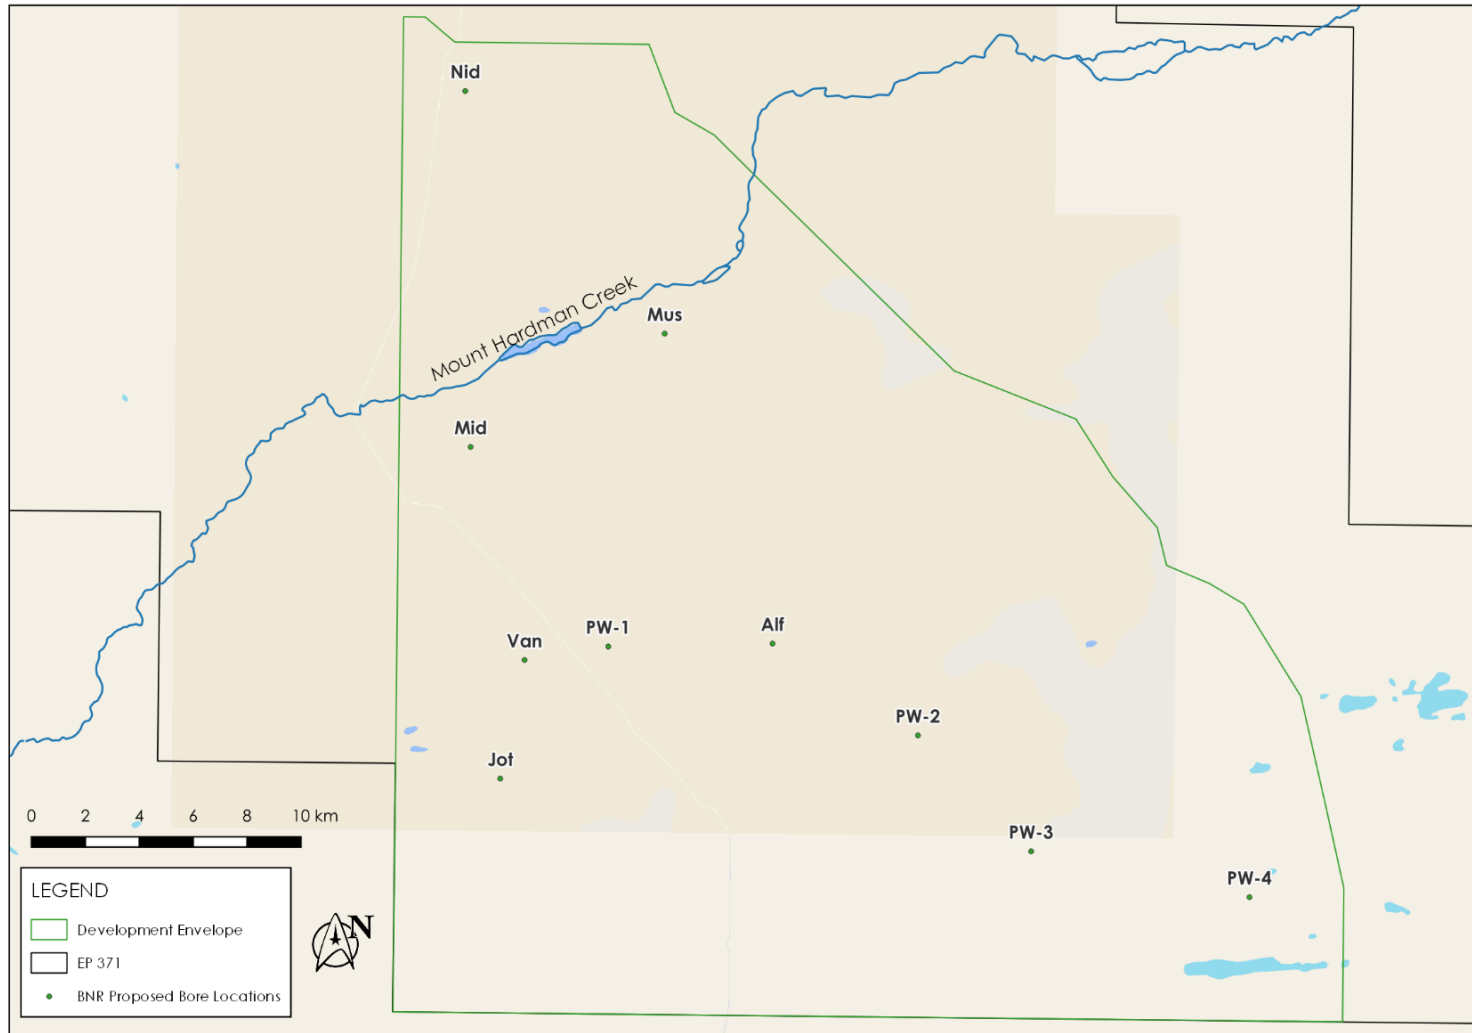 Nid
Mount Hardman Creek
Mus
Mid
Van
PW-1
Alf
PW-2
Jot
0 2 4 6 8 10 km
PW-3
PW-4
LEGEND
Development Envelope
EP 371
BNR Proposed Bore Locations
N